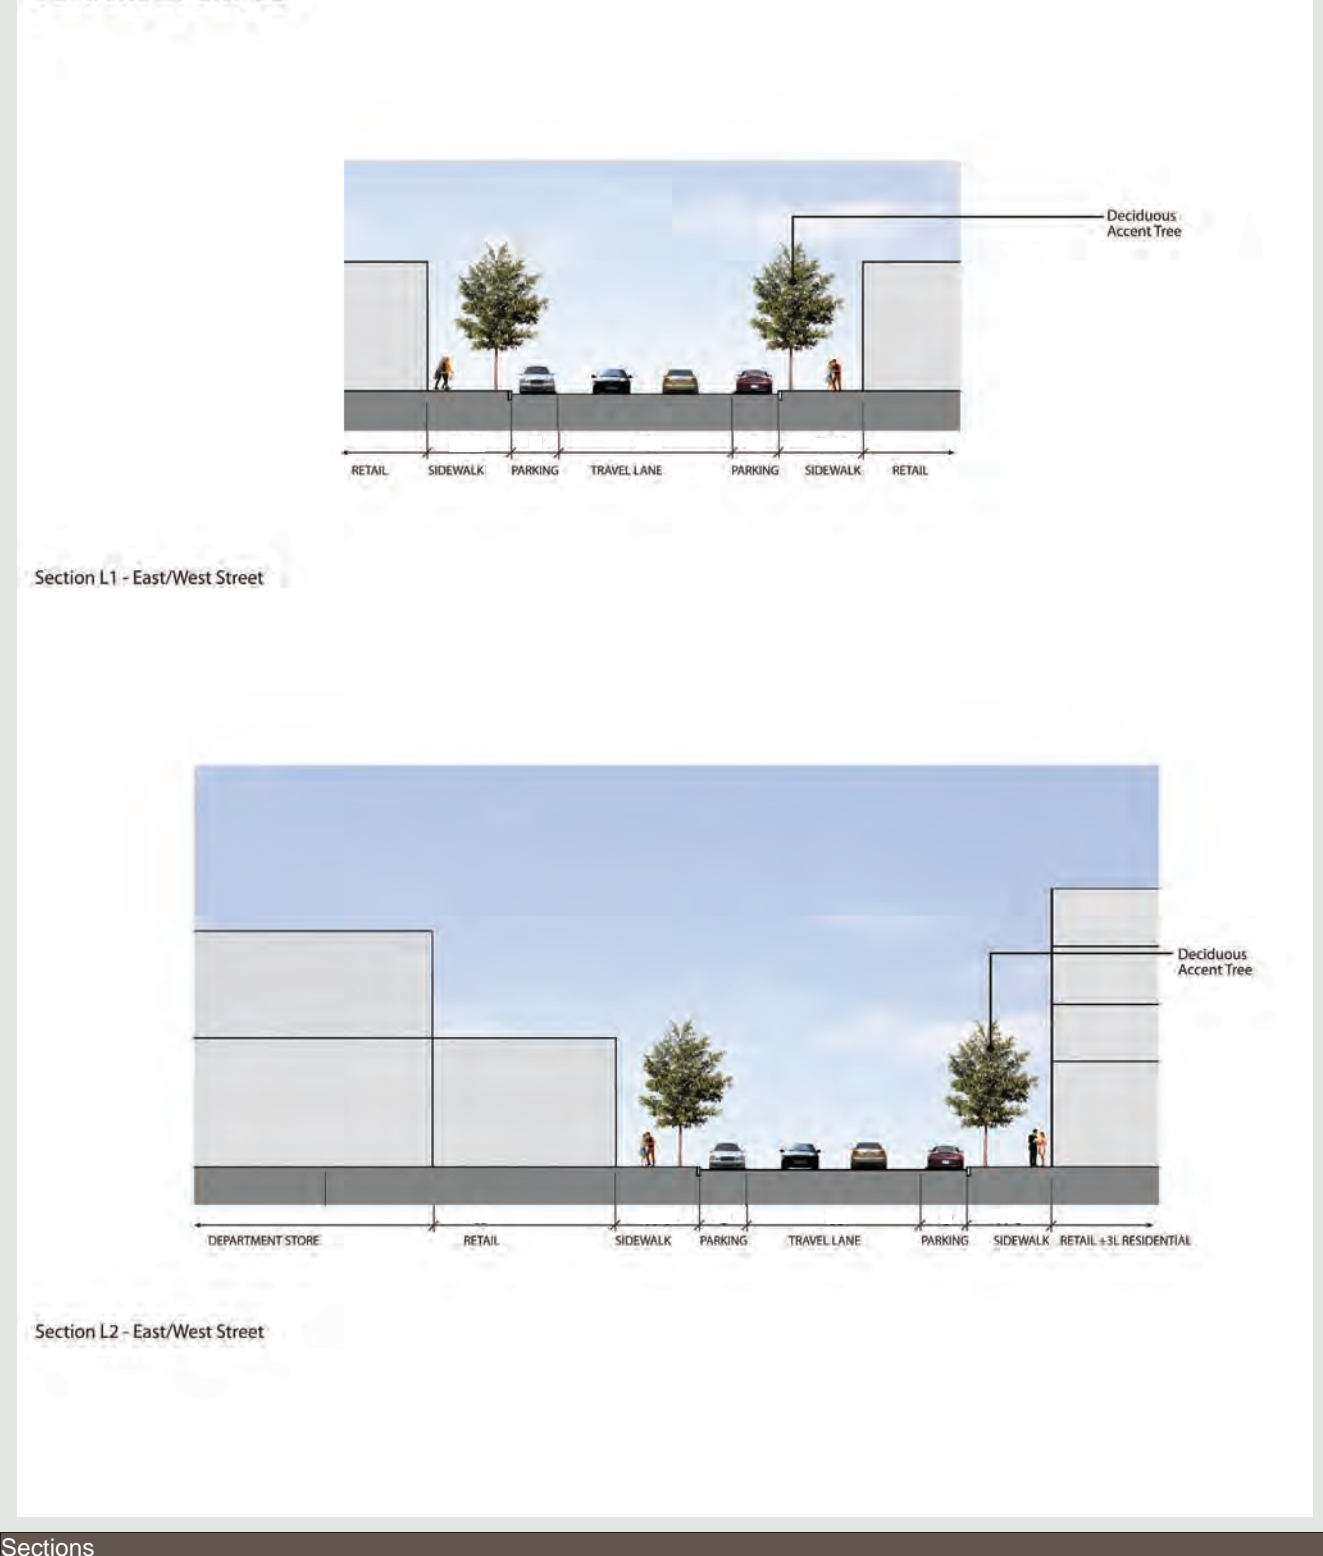 Deciduous
Accent Tree
RETAIL SIDEWALK PARKING TRAVEL LANE PARKING SIDEWALK RETAIL
Section L1 - East/West Street
Deciduous
Accent Tree
DEPARTMENT STORE RETAIL SIDEWALK PARKING TRAVEL LANE PARKING SIDEWALK RETAIL +3L RESIDENTIAL
Section L2 - East/West Street
Sections